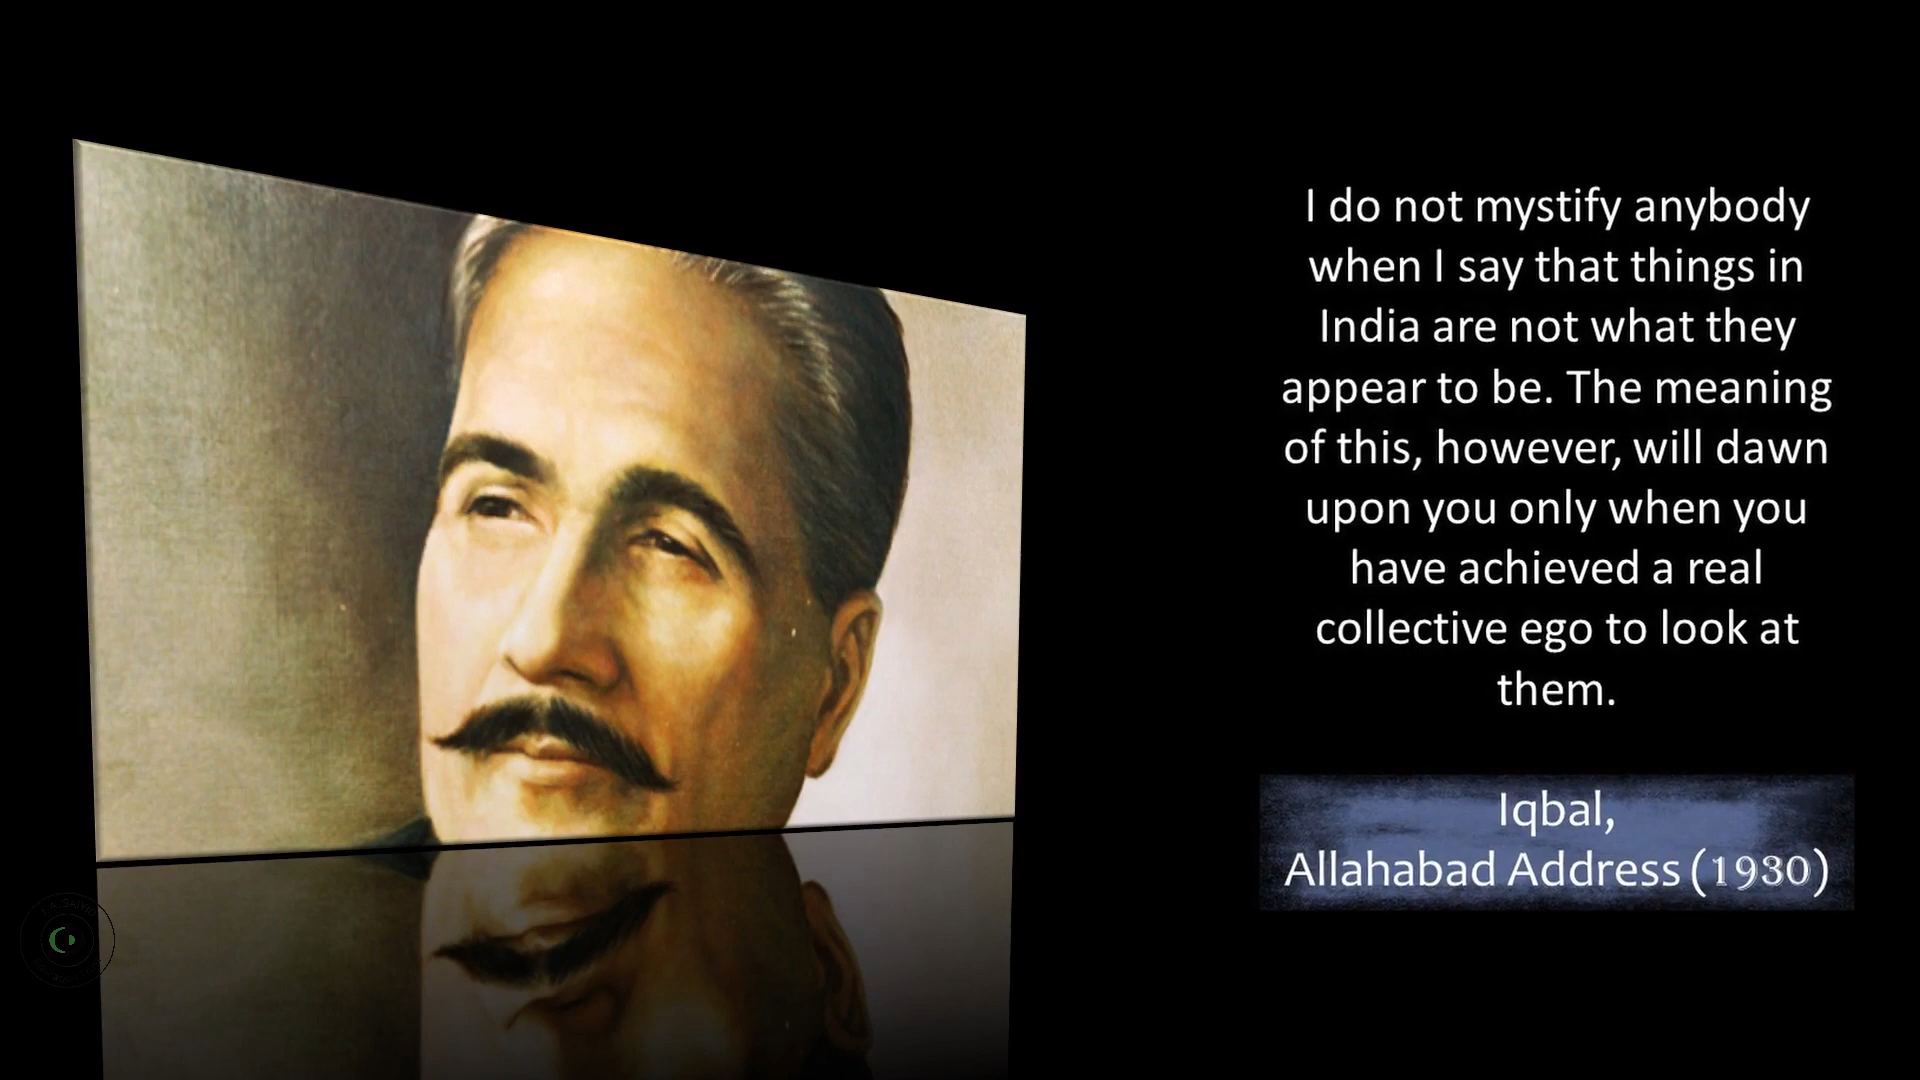 I do not mystify anybody
when I say that things in
India are not what they
appear to be. The meaning
of this, however, will dawn
upon you only when you
have achieved a real
collective ego to look at
them.
Iqbal,
Allahabad Address (1930)